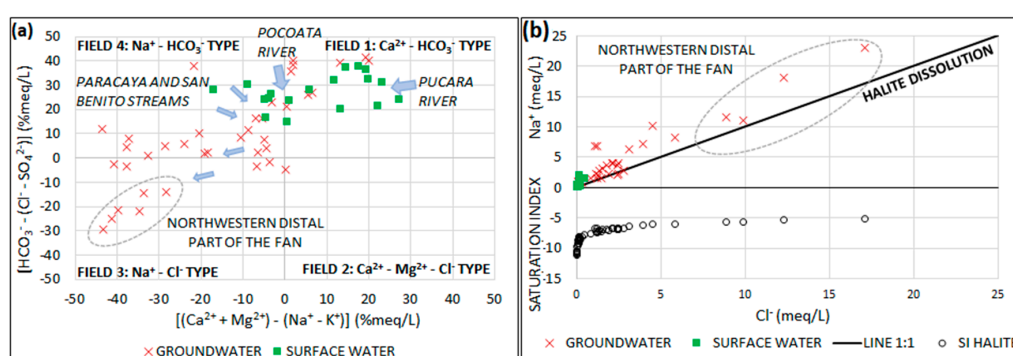 (a)
FIELD 4: Na⁺ - HCO₃⁻ TYPE
POCOATA
RIVER
FIELD 1: Ca²⁺ - HCO₃⁻ TYPE
PARACAYA AND SAN
BENITO STREAMS
PUCARA
RIVER
NORTHWESTERN DISTAL
PART OF THE FAN
FIELD 3: Na⁺ - Cl⁻ TYPE
FIELD 2: Ca²⁺ - Mg²⁺ - Cl⁻ TYPE
[HCO₃⁻ - (Cl⁻ - SO₄²⁻)] (%meq/L)
50
40
30
20
10
0
-10
-20
-30
-40
-50
-50 -40 -30 -20 -10 0 10 20 30 40 50
[(Ca²⁺ + Mg²⁺) - (Na⁺ - K⁺)] (%meq/L)
GROUNDWATER SURFACE WATER
(b)
NORTHWESTERN DISTAL
PART OF THE FAN
HALITE DISSOLUTION
Na⁺ (meq/L)
SATURATION INDEX
25
20
15
10
5
0
-5
-10
-15
0 5 10 15 20 25
Cl⁻ (meq/L)
GROUNDWATER SURFACE WATER LINE 1:1 SI HALITE